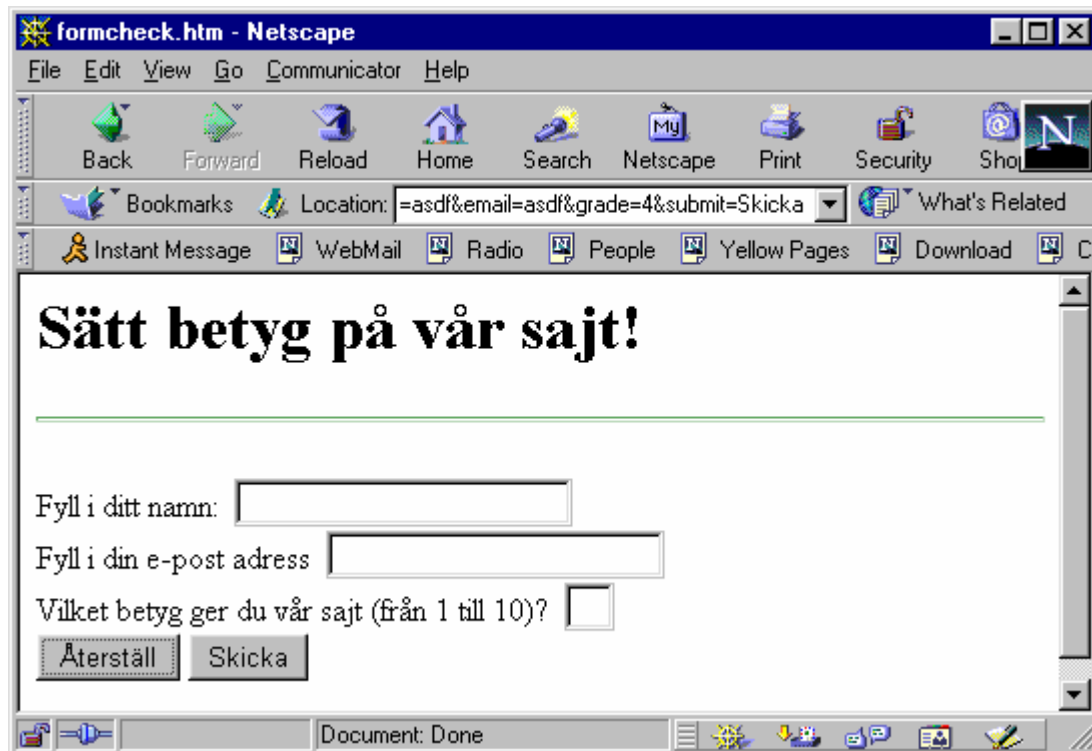 formcheck.htm - Netscape
File Edit View Go Communicator Help
Back Forward Reload Home Search Netscape Print Security Shop
My
N
Bookmarks Location: =asdf&email=asdf&grade=4&submit=Skicka What's Related
Instant Message WebMail Radio People Yellow Pages Download C
Sätt betyg på vår sajt!
Fyll i ditt namn:
Fyll i din e-post adress
Vilket betyg ger du vår sajt (från 1 till 10)?
Återställ Skicka
Document: Done